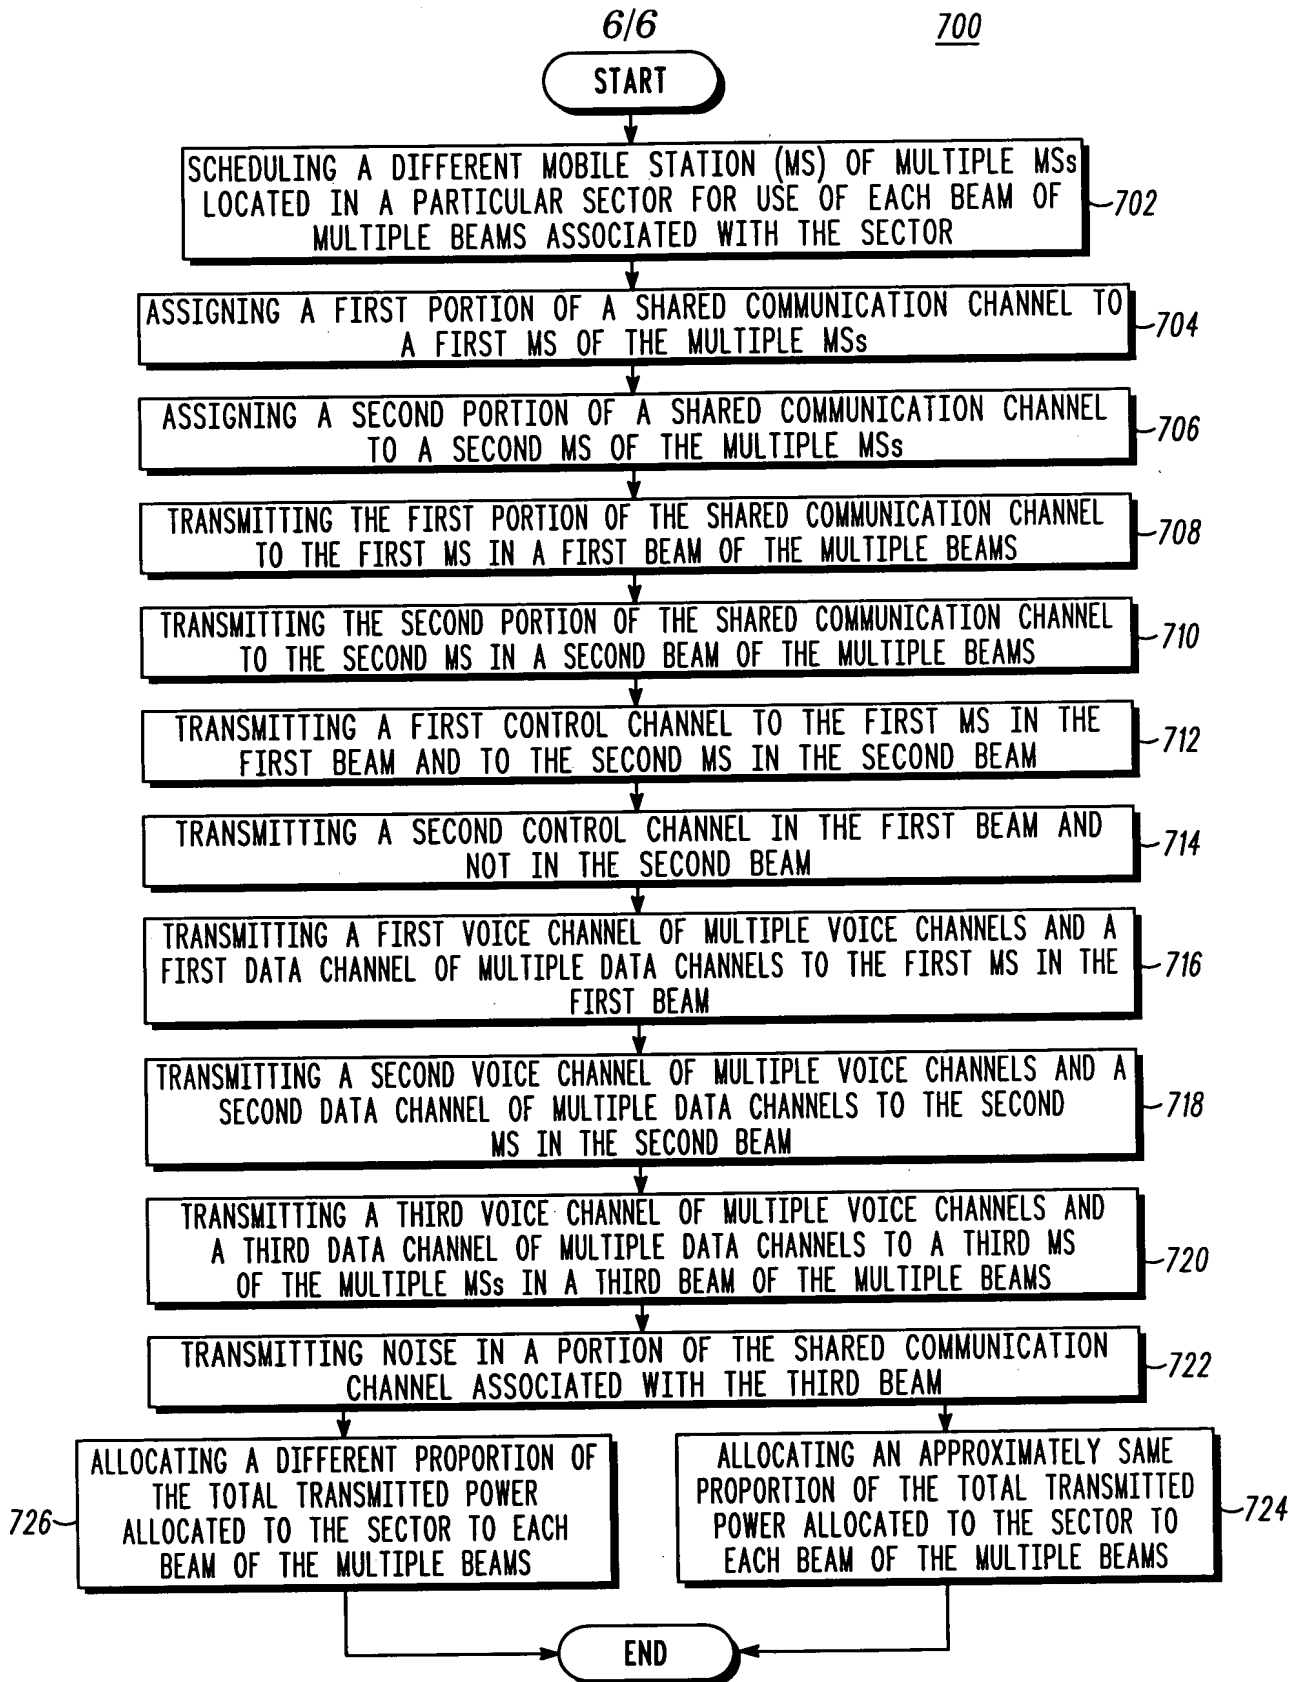 6/6
700
START
SCHEDULING A DIFFERENT MOBILE STATION (MS) OF MULTIPLE MSs
LOCATED IN A PARTICULAR SECTOR FOR USE OF EACH BEAM OF
MULTIPLE BEAMS ASSOCIATED WITH THE SECTOR
702
ASSIGNING A FIRST PORTION OF A SHARED COMMUNICATION CHANNEL TO
A FIRST MS OF THE MULTIPLE MSs
704
ASSIGNING A SECOND PORTION OF A SHARED COMMUNICATION CHANNEL
TO A SECOND MS OF THE MULTIPLE MSs
706
TRANSMITTING THE FIRST PORTION OF THE SHARED COMMUNICATION CHANNEL
TO THE FIRST MS IN A FIRST BEAM OF THE MULTIPLE BEAMS
708
TRANSMITTING THE SECOND PORTION OF THE SHARED COMMUNICATION CHANNEL
TO THE SECOND MS IN A SECOND BEAM OF THE MULTIPLE BEAMS
710
TRANSMITTING A FIRST CONTROL CHANNEL TO THE FIRST MS IN THE
FIRST BEAM AND TO THE SECOND MS IN THE SECOND BEAM
712
TRANSMITTING A SECOND CONTROL CHANNEL IN THE FIRST BEAM AND
NOT IN THE SECOND BEAM
714
TRANSMITTING A FIRST VOICE CHANNEL OF MULTIPLE VOICE CHANNELS AND A
FIRST DATA CHANNEL OF MULTIPLE DATA CHANNELS TO THE FIRST MS IN THE
FIRST BEAM
716
TRANSMITTING A SECOND VOICE CHANNEL OF MULTIPLE VOICE CHANNELS AND A
SECOND DATA CHANNEL OF MULTIPLE DATA CHANNELS TO THE SECOND
MS IN THE SECOND BEAM
718
TRANSMITTING A THIRD VOICE CHANNEL OF MULTIPLE VOICE CHANNELS AND
A THIRD DATA CHANNEL OF MULTIPLE DATA CHANNELS TO A THIRD MS
OF THE MULTIPLE MSs IN A THIRD BEAM OF THE MULTIPLE BEAMS
720
TRANSMITTING NOISE IN A PORTION OF THE SHARED COMMUNICATION
CHANNEL ASSOCIATED WITH THE THIRD BEAM
722
ALLOCATING A DIFFERENT PROPORTION OF
THE TOTAL TRANSMITTED POWER
ALLOCATED TO THE SECTOR TO EACH
BEAM OF THE MULTIPLE BEAMS
726
ALLOCATING AN APPROXIMATELY SAME
PROPORTION OF THE TOTAL TRANSMITTED
POWER ALLOCATED TO THE SECTOR TO
EACH BEAM OF THE MULTIPLE BEAMS
724
END